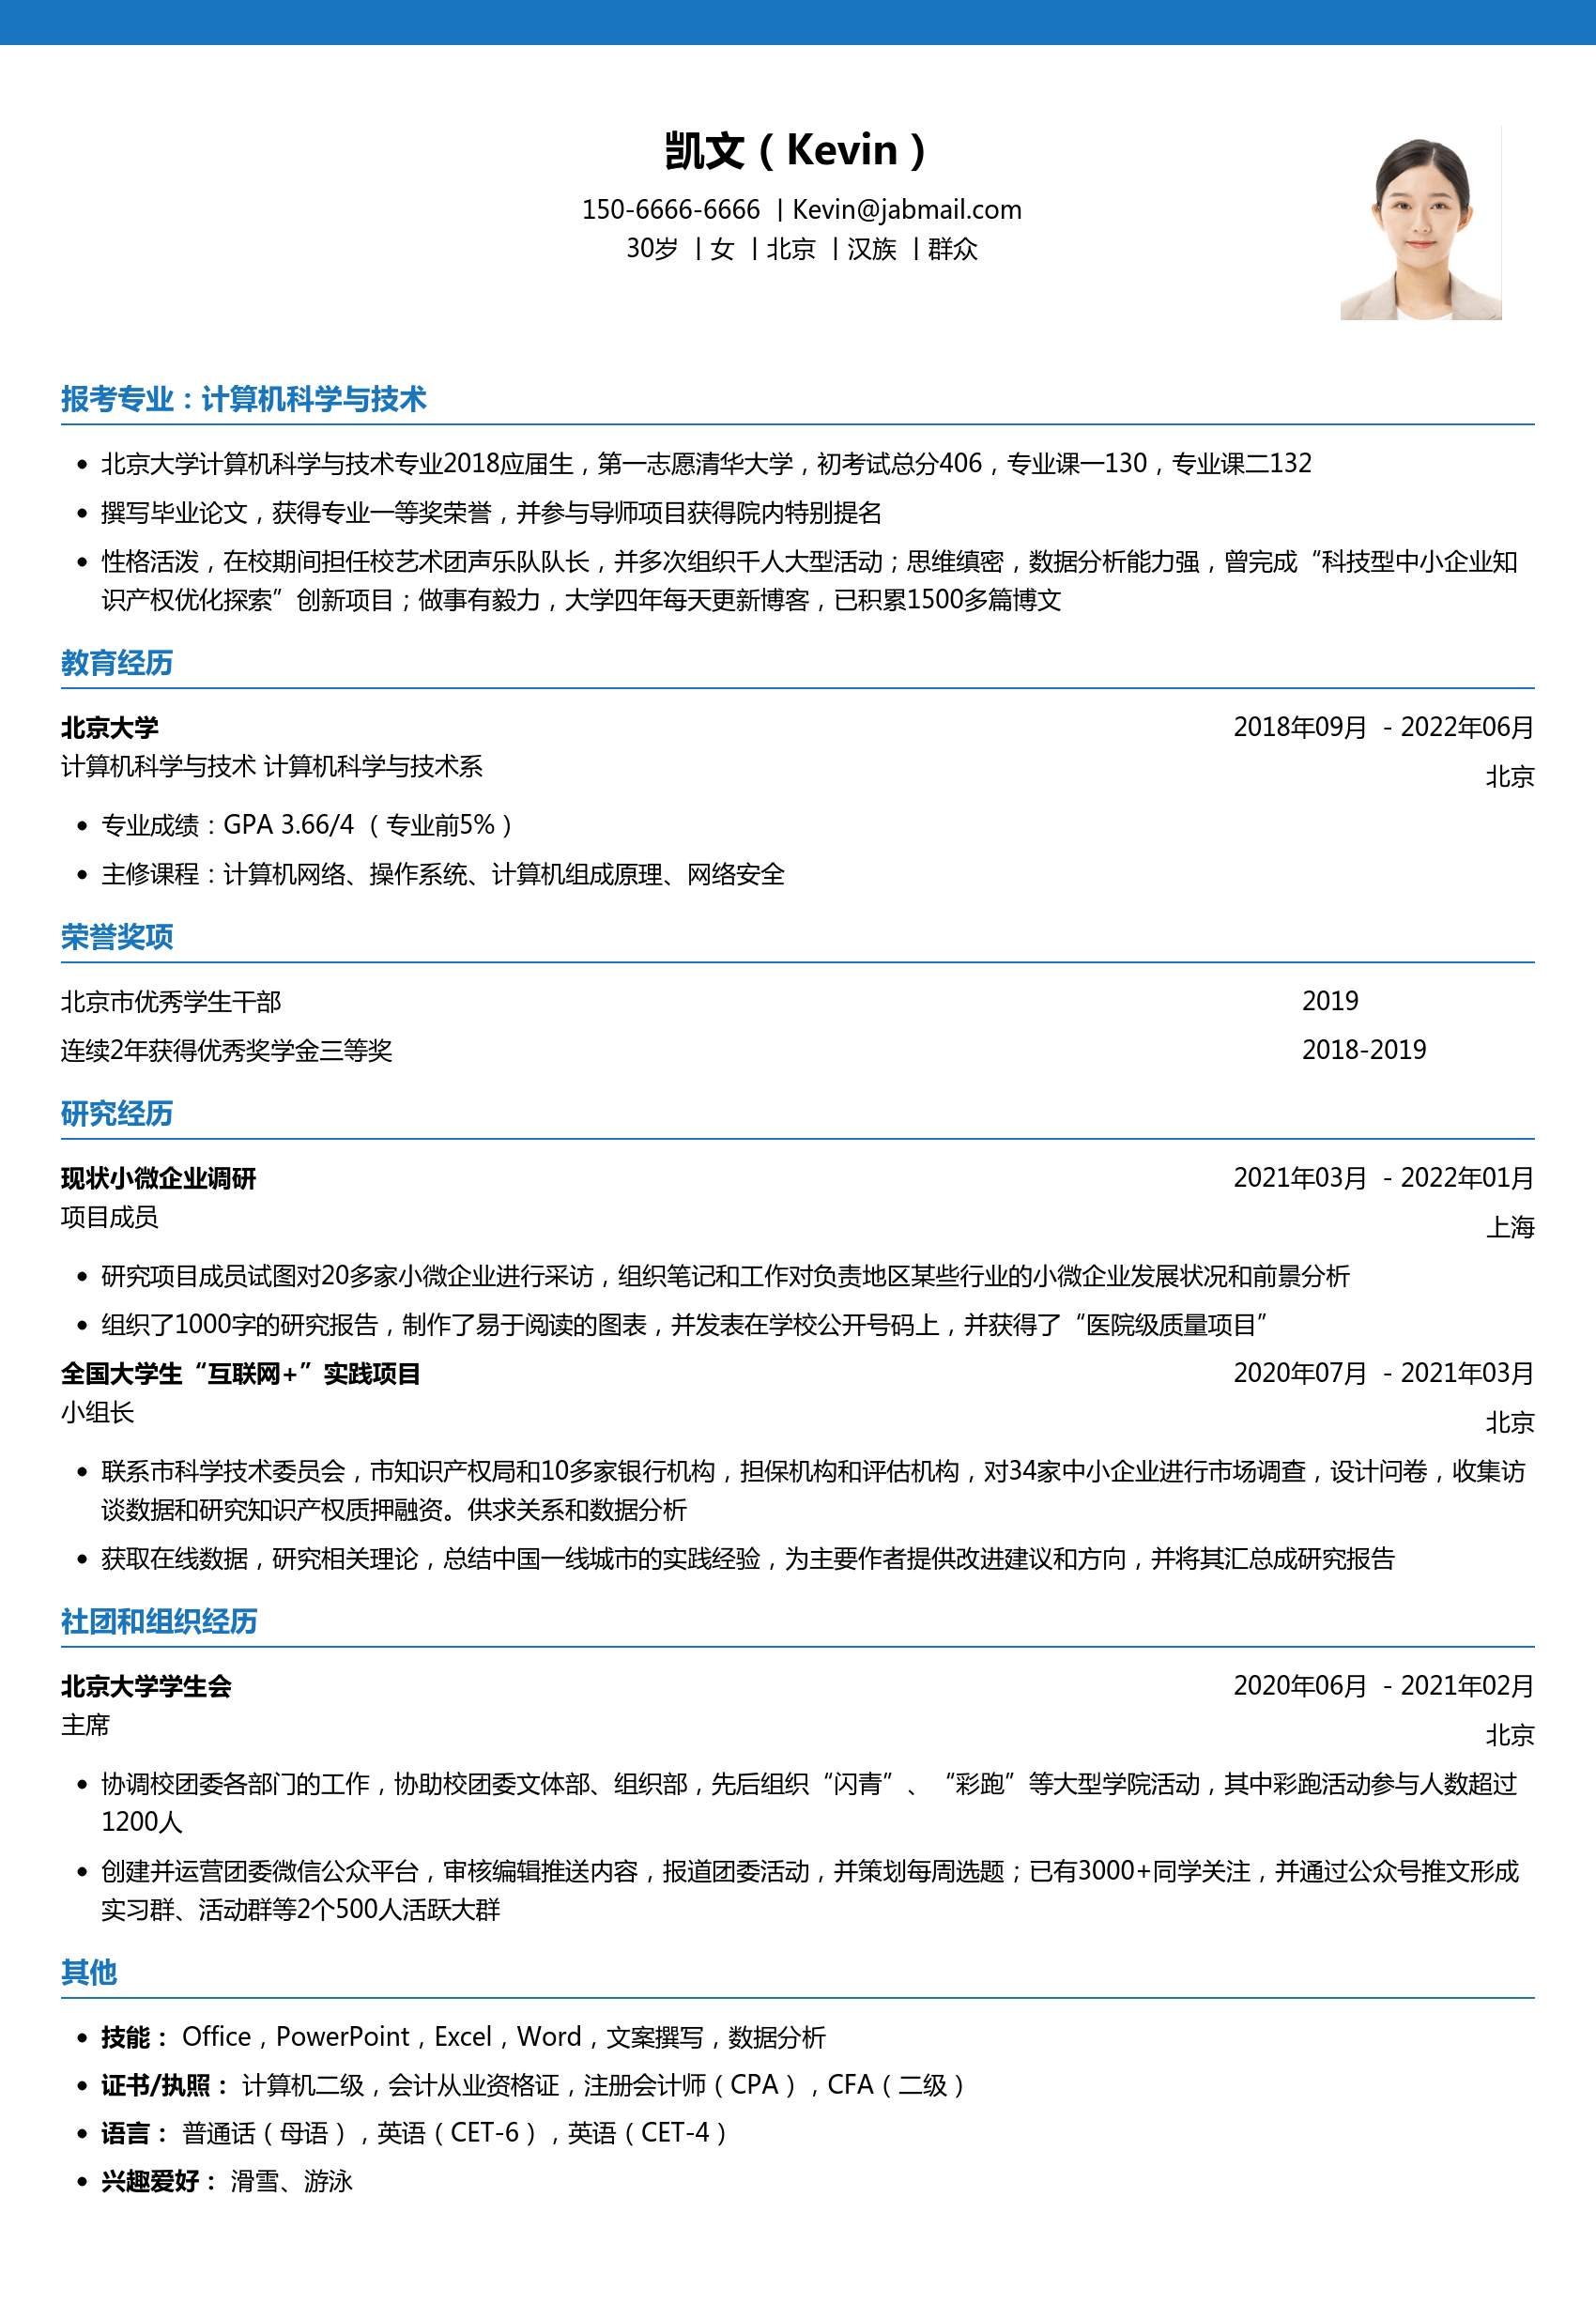 凯文（Kevin）
150-6666-6666 | Kevin@jabmail.com
30岁 | 女 | 北京 | 汉族 | 群众
报考专业：计算机科学与技术
• 北京大学计算机科学与技术专业2018应届生，第一志愿清华大学，初考试总分406，专业课一130，专业课二132
• 撰写毕业论文，获得专业一等奖荣誉，并参与导师项目获得院内特别提名
• 性格活泼，在校期间担任校艺术团声乐队队长，并多次组织千人大型活动；思维缜密，数据分析能力强，曾完成“科技型中小企业知
识产权优化探索”创新项目；做事有毅力，大学四年每天更新博客，已积累1500多篇博文
教育经历
北京大学 2018年09月 - 2022年06月
计算机科学与技术 计算机科学与技术系 北京
• 专业成绩：GPA 3.66/4（专业前5%）
• 主修课程：计算机网络、操作系统、计算机组成原理、网络安全
荣誉奖项
北京市优秀学生干部 2019
连续2年获得优秀奖学金三等奖 2018-2019
研究经历
现状小微企业调研 2021年03月 - 2022年01月
项目成员 上海
• 研究项目成员试图对20多家小微企业进行采访，组织笔记和工作对负责地区某些行业的小微企业发展状况和前景分析
• 组织了1000字的研究报告，制作了易于阅读的图表，并发表在学校公开号码上，并获得了“医院级质量项目”
全国大学生“互联网+”实践项目 2020年07月 - 2021年03月
小组长 北京
• 联系市科学技术委员会，市知识产权局和10多家银行机构，担保机构和评估机构，对34家中小企业进行市场调查，设计问卷，收集访
谈数据和研究知识产权质押融资。供求关系和数据分析
• 获取在线数据，研究相关理论，总结中国一线城市的实践经验，为主要作者提供改进建议和方向，并将其汇总成研究报告
社团和组织经历
北京大学学生会 2020年06月 - 2021年02月
主席 北京
• 协调校团委各部门的工作，协助校团委文体部、组织部，先后组织“闪青”、“彩跑”等大型学院活动，其中彩跑活动参与人数超过
1200人
• 创建并运营团委微信公众平台，审核编辑推送内容，报道团委活动，并策划每周选题；已有3000+同学关注，并通过公众号推文形成
实习群、活动群等2个500人活跃大群
其他
• 技能： Office，PowerPoint，Excel，Word，文案撰写，数据分析
• 证书/执照： 计算机二级，会计从业资格证，注册会计师（CPA），CFA（二级）
• 语言： 普通话（母语），英语（CET-6），英语（CET-4）
• 兴趣爱好： 滑雪、游泳